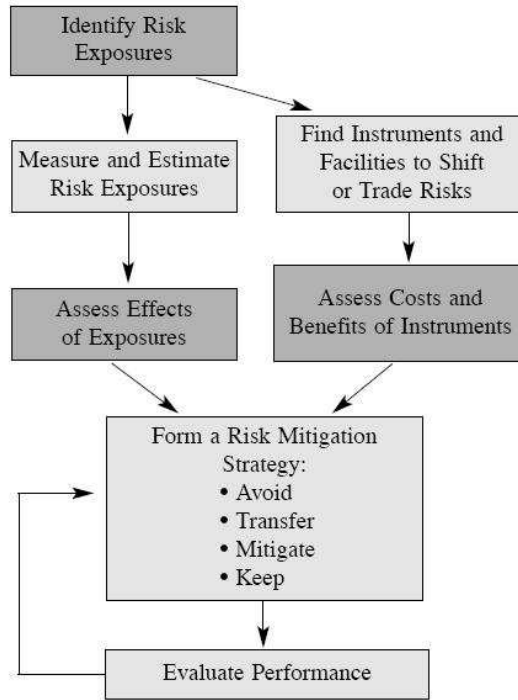 Identify Risk
Exposures
Measure and Estimate
Risk Exposures
Find Instruments and
Facilities to Shift
or Trade Risks
Assess Effects
of Exposures
Assess Costs and
Benefits of Instruments
Form a Risk Mitigation
Strategy:
• Avoid
• Transfer
• Mitigate
• Keep
Evaluate Performance